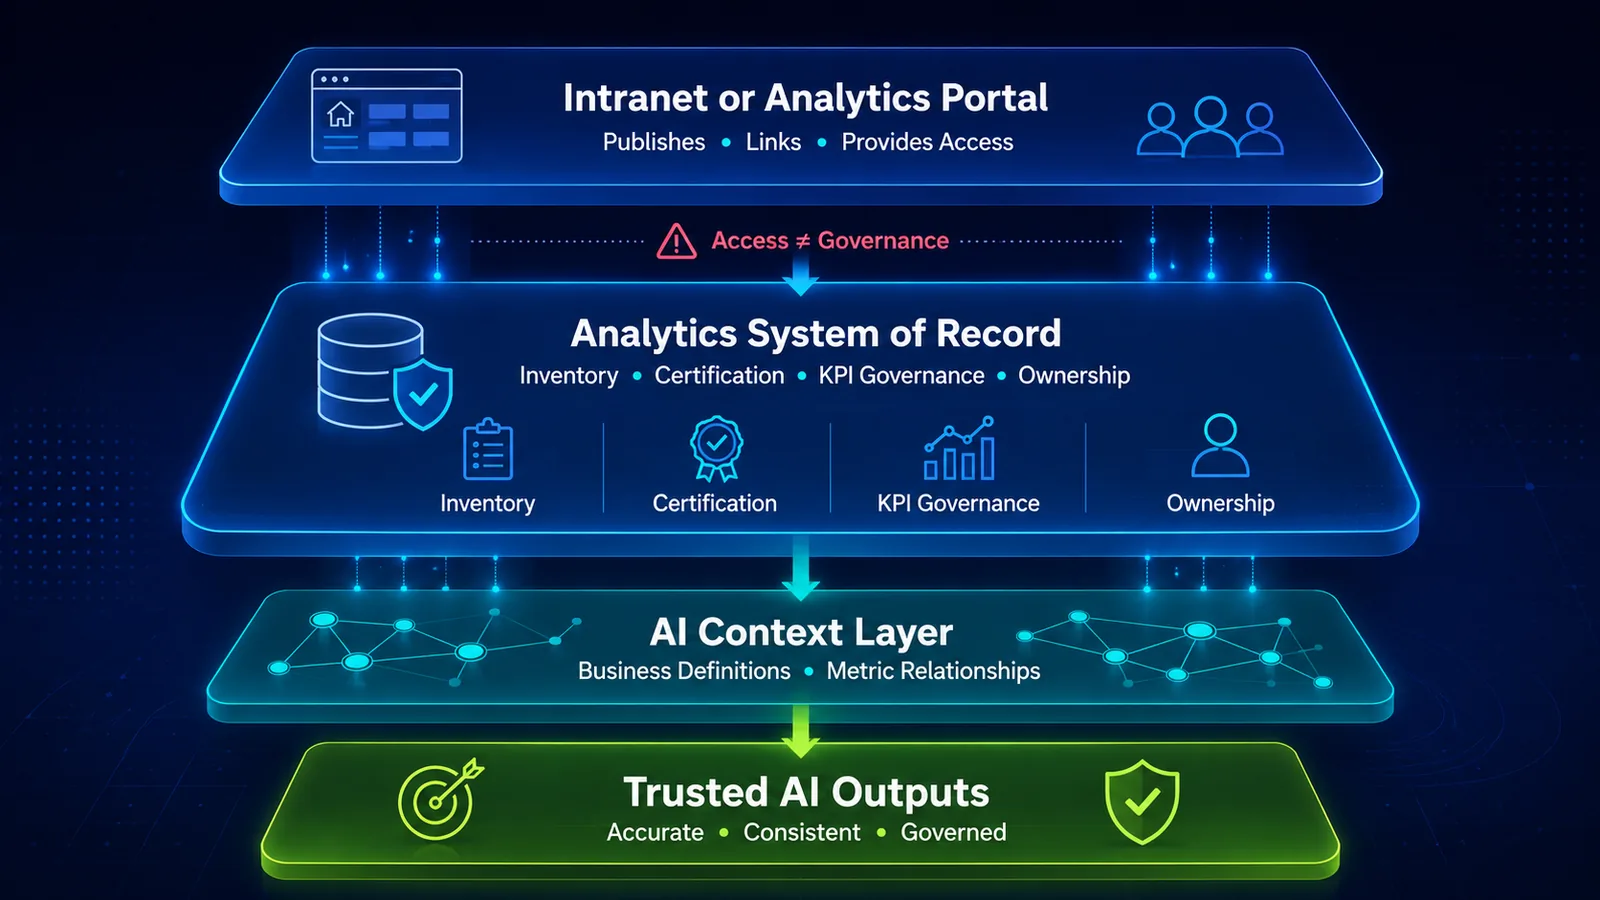 Intranet or Analytics Portal
Publishes • Links • Provides Access
Access ≠ Governance
Analytics System of Record
Inventory • Certification • KPI Governance • Ownership
Inventory
Certification
KPI Governance
Ownership
AI Context Layer
Business Definitions • Metric Relationships
Trusted AI Outputs
Accurate • Consistent • Governed